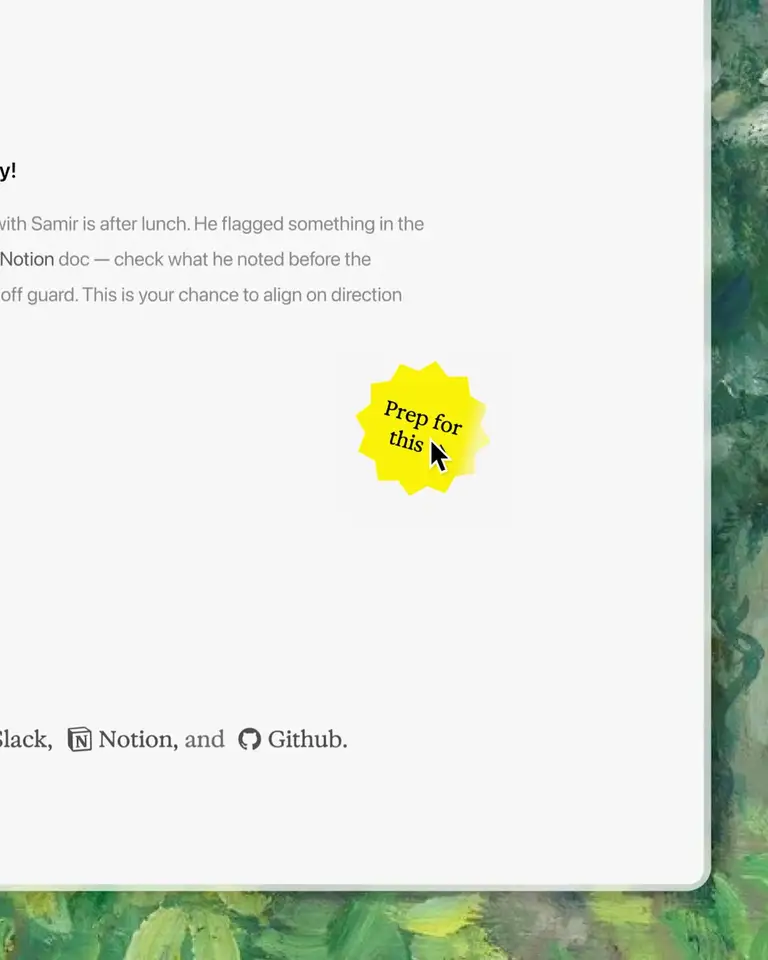 y!
with Samir is after lunch. He flagged something in the
Notion doc — check what he noted before the
off guard. This is your chance to align on direction
Prep for
this
Slack, Notion, and Github.